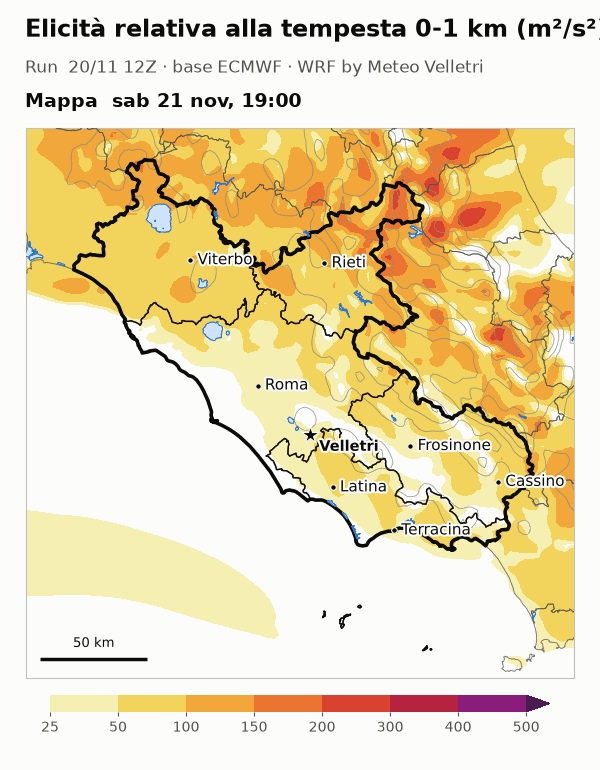 Elicità relativa alla tempesta 0-1 km (m²/s²)
Run  20/11 12Z · base ECMWF · WRF by Meteo Velletri
Mappa  sab 21 nov, 19:00
Viterbo
Rieti
Roma
Velletri
Frosinone
Cassino
Latina
Terracina
50 km
25 50 100 150 200 300 400 500